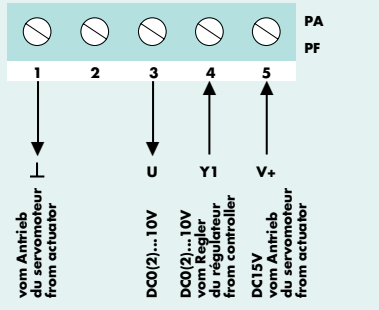 PA
PF
1 2 3 4 5
⊥ U Y1 V+
vom Antrieb
du servomoteur
from actuator
DC0(2)...10V
DC0(2)...10V
vom Regler
du régulateur
from controller
DC15V
vom Antrieb
du servomoteur
from actuator